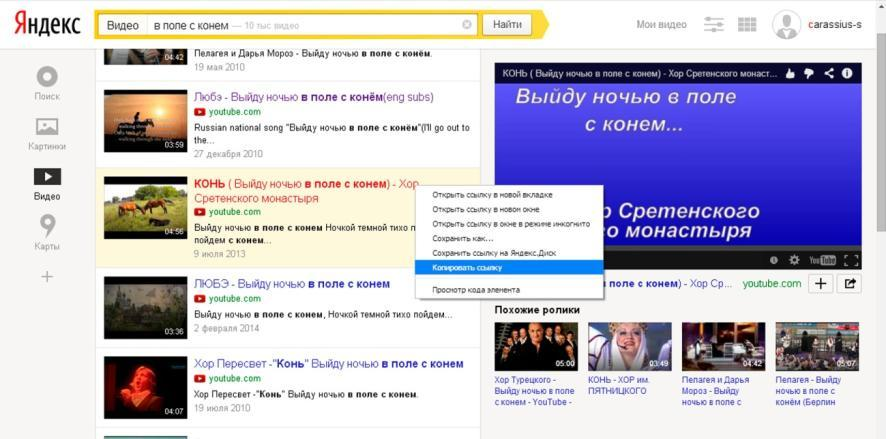 Яндекс
Видео в поле с конем — 10 тыс видео
Найти
Мои видео
carassius-s
Поиск
Картинки
Видео
Карты
04:42
Пелагея и Дарья Мороз - Выйду ночью в поле с конем.
19 мая 2010
03:59
Любэ - Выйду ночью в поле с конём(eng subs)
youtube.com
Russian national song "Выйду ночью в поле с конём"(I'll go out to
the...
27 декабря 2010
04:56
КОНЬ ( Выйду ночью в поле с конем) - Хор
Сретенского монастыря
youtube.com
Выйду ночью в поле с конем Ночкой темной тихо п
пойдем с конем...
9 июля 2013
03:36
ЛЮБЭ - Выйду ночью в поле с конем
youtube.com
Выйду ночью в поле с конем, Ночкой темной тихо пойдем...
2 февраля 2014
04:07
Хор Пересвет -"Конь" Выйду ночью в поле с конем
youtube.com
Хор Пересвет -"Конь" Выйду ночью в поле с конем.
19 июля 2010
Открыть ссылку в новой вкладке
Открыть ссылку в новом окне
Открыть ссылку в окне в режиме инкогнито
Сохранить как...
Сохранить ссылку на Яндекс.Диск
Копировать ссылку
Просмотр кода элемента
КОНЬ ( Выйду ночью в поле с конем) - Хор Сретенского монаст...
Выйду ночью в поле
с конем...
ор Сретенского
го монастыря
YouTube
в поле с конем) - Хор Ср...
youtube.com
Похожие ролики
05:00
Хор Турецкого -
Выйду ночью в поле
с конем - YouTube -
03:49
КОНЬ - ХОР им.
ПЯТНИЦКОГО
04:42
Пелагея и Дарья
Мороз - Выйду
ночью в поле с
05:07
Пелагея - Выйду
ночью в поле с
конём (Берлин